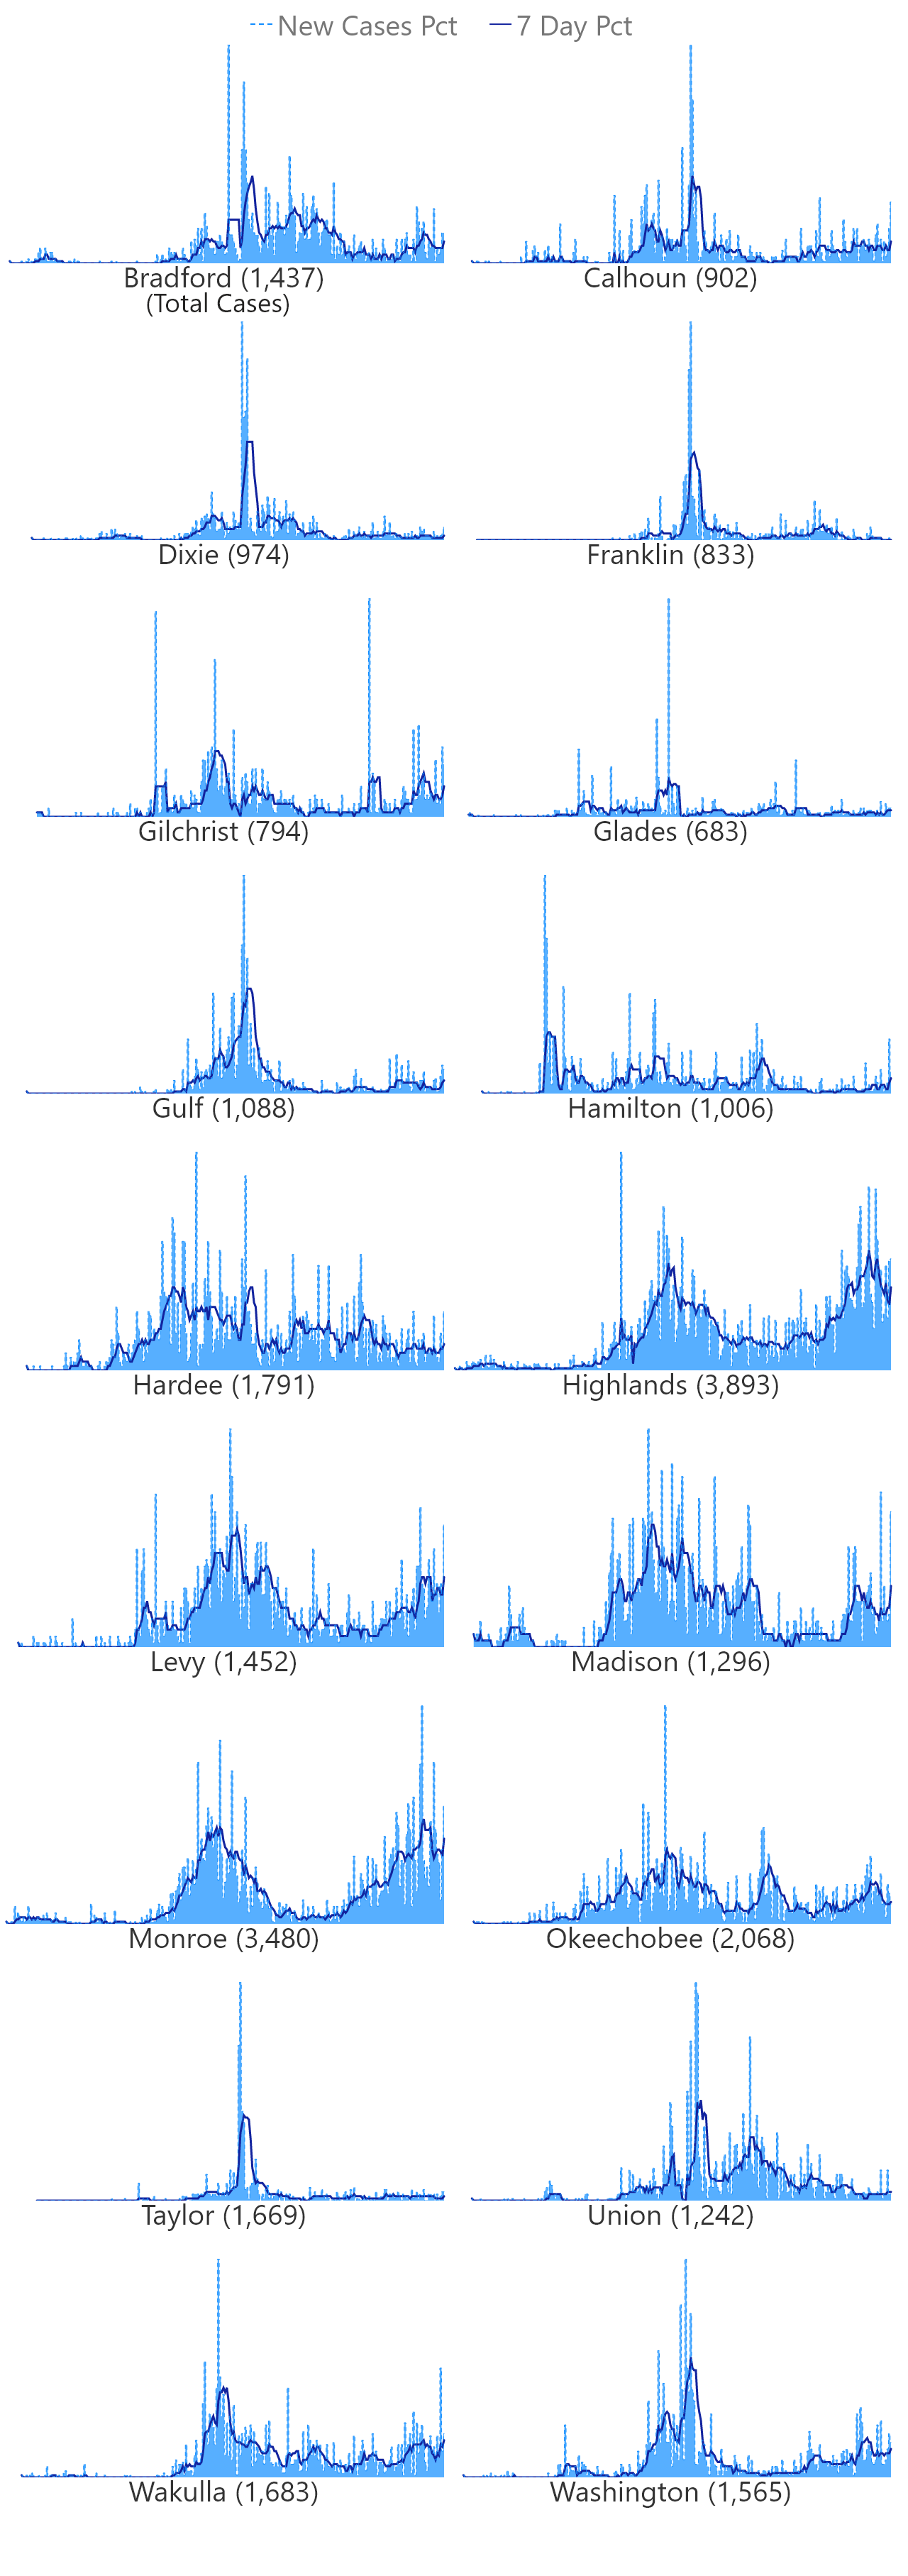 New Cases Pct 7 Day Pct
Bradford (1,437) Calhoun (902)
(Total Cases)
Dixie (974) Franklin (833)
Gilchrist (794) Glades (683)
Gulf (1,088) Hamilton (1,006)
Hardee (1,791) Highlands (3,893)
Levy (1,452) Madison (1,296)
Monroe (3,480) Okeechobee (2,068)
Taylor (1,669) Union (1,242)
Wakulla (1,683) Washington (1,565)